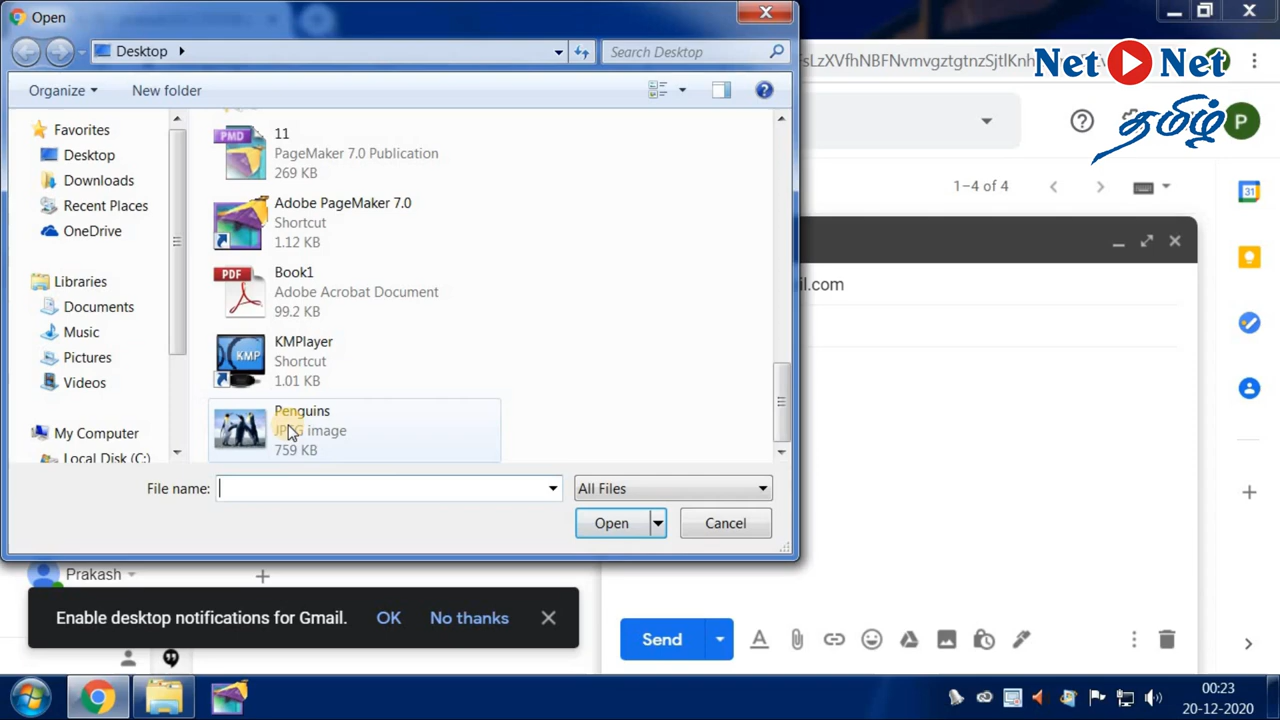 Open
Desktop
Search Desktop
fsLzXVfhNBFNvmvgztgtnzSjtlKnh
Net Net
தமிழ்
Organize
New folder
P
Favorites
Desktop
Downloads
Recent Places
OneDrive
Libraries
Documents
Music
Pictures
Videos
My Computer
Local Disk (C:)
PMD
11
PageMaker 7.0 Publication
269 KB
Adobe PageMaker 7.0
Shortcut
1.12 KB
PDF
Book1
Adobe Acrobat Document
99.2 KB
KMP
KMPlayer
Shortcut
1.01 KB
Penguins
JPEG image
759 KB
1–4 of 4
31
il.com
File name:
All Files
Open
Cancel
Prakash
Enable desktop notifications for Gmail.
OK
No thanks
Send
00:23
20-12-2020